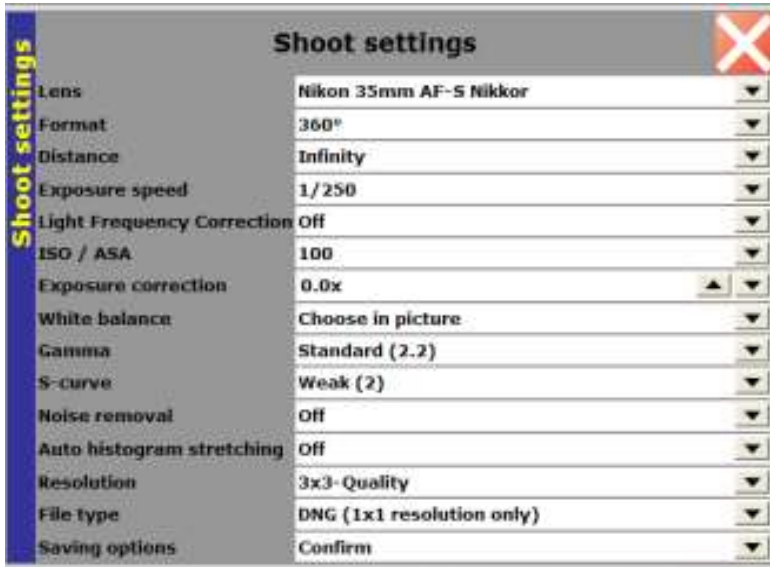 Shoot settings
Shoot settings
Lens Nikon 35mm AF-S Nikkor
Format 360°
Distance Infinity
Exposure speed 1/250
Light Frequency Correction Off
ISO / ASA 100
Exposure correction 0.0x
White balance Choose in picture
Gamma Standard (2.2)
S-curve Weak (2)
Noise removal Off
Auto histogram stretching Off
Resolution 3x3-Quality
File type DNG (1x1 resolution only)
Saving options Confirm